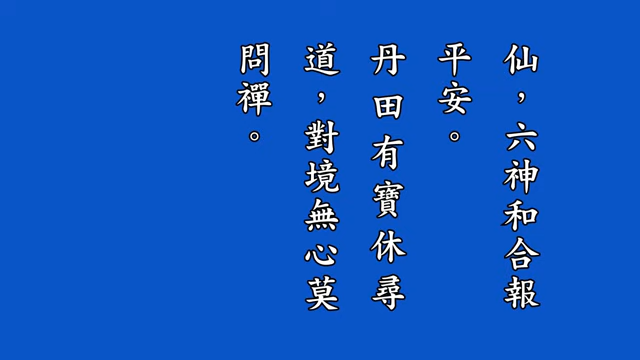 仙，六神和合報
平安。
丹田有寶休尋
道，對境無心莫
問禪。